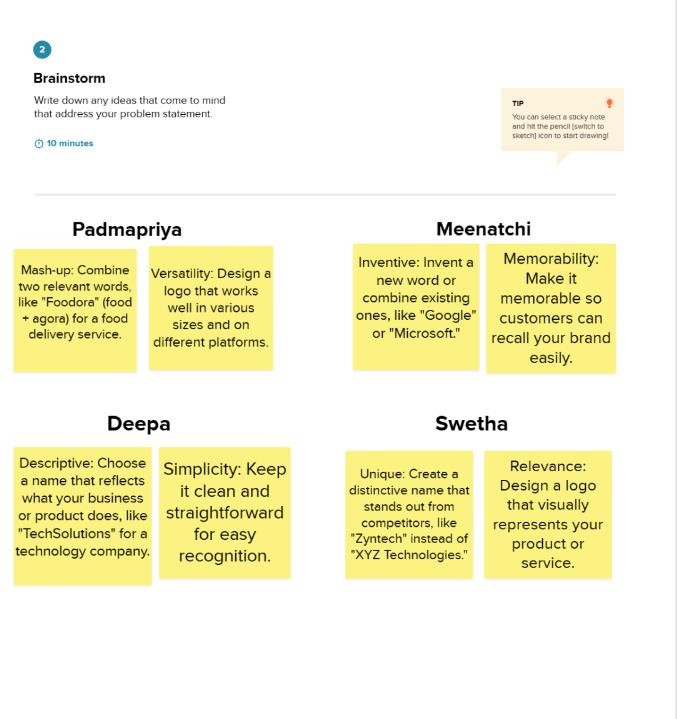 2
Brainstorm
Write down any ideas that come to mind
that address your problem statement.
10 minutes
TIP
You can select a sticky note
and hit the pencil [switch to
sketch] icon to start drawing!
Padmapriya
Mash-up: Combine
two relevant words,
like "Foodora" (food
+ agora) for a food
delivery service.
Versatility: Design a
logo that works
well in various
sizes and on
different platforms.
Meenatchi
Inventive: Invent a
new word or
combine existing
ones, like "Google"
or "Microsoft."
Memorability:
Make it
memorable so
customers can
recall your brand
easily.
Deepa
Descriptive: Choose
a name that reflects
what your business
or product does, like
"TechSolutions" for a
technology company.
Simplicity: Keep
it clean and
straightforward
for easy
recognition.
Swetha
Unique: Create a
distinctive name that
stands out from
competitors, like
"Zyntech" instead of
"XYZ Technologies."
Relevance:
Design a logo
that visually
represents your
product or
service.